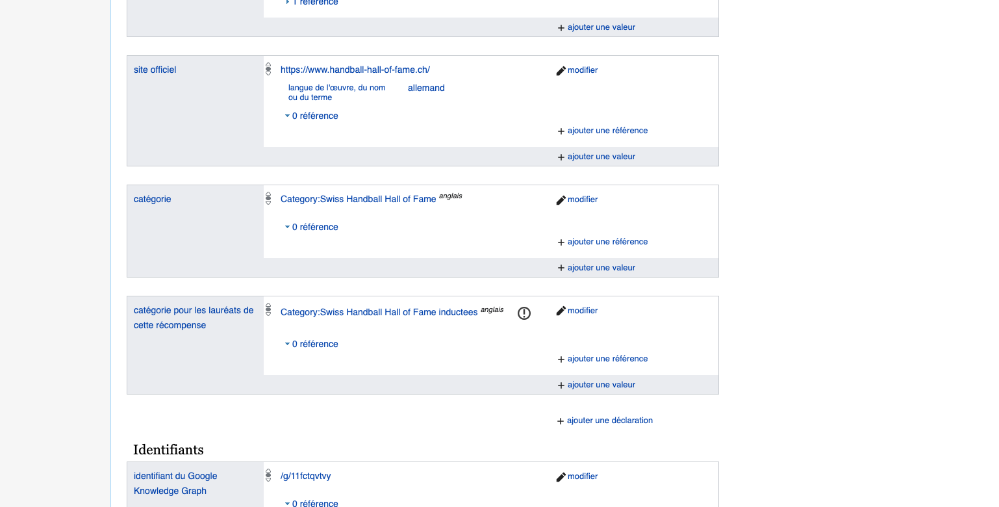 1 référence
ajouter une valeur
site officiel
https://www.handball-hall-of-fame.ch/
modifier
langue de l'œuvre, du nom
ou du terme
allemand
0 référence
ajouter une référence
ajouter une valeur
catégorie
Category:Swiss Handball Hall of Fame anglais
modifier
0 référence
ajouter une référence
ajouter une valeur
catégorie pour les lauréats de
cette récompense
Category:Swiss Handball Hall of Fame inductees anglais
modifier
0 référence
ajouter une référence
ajouter une valeur
ajouter une déclaration
Identifiants
identifiant du Google
Knowledge Graph
/g/11fctqvtvy
modifier
0 référence